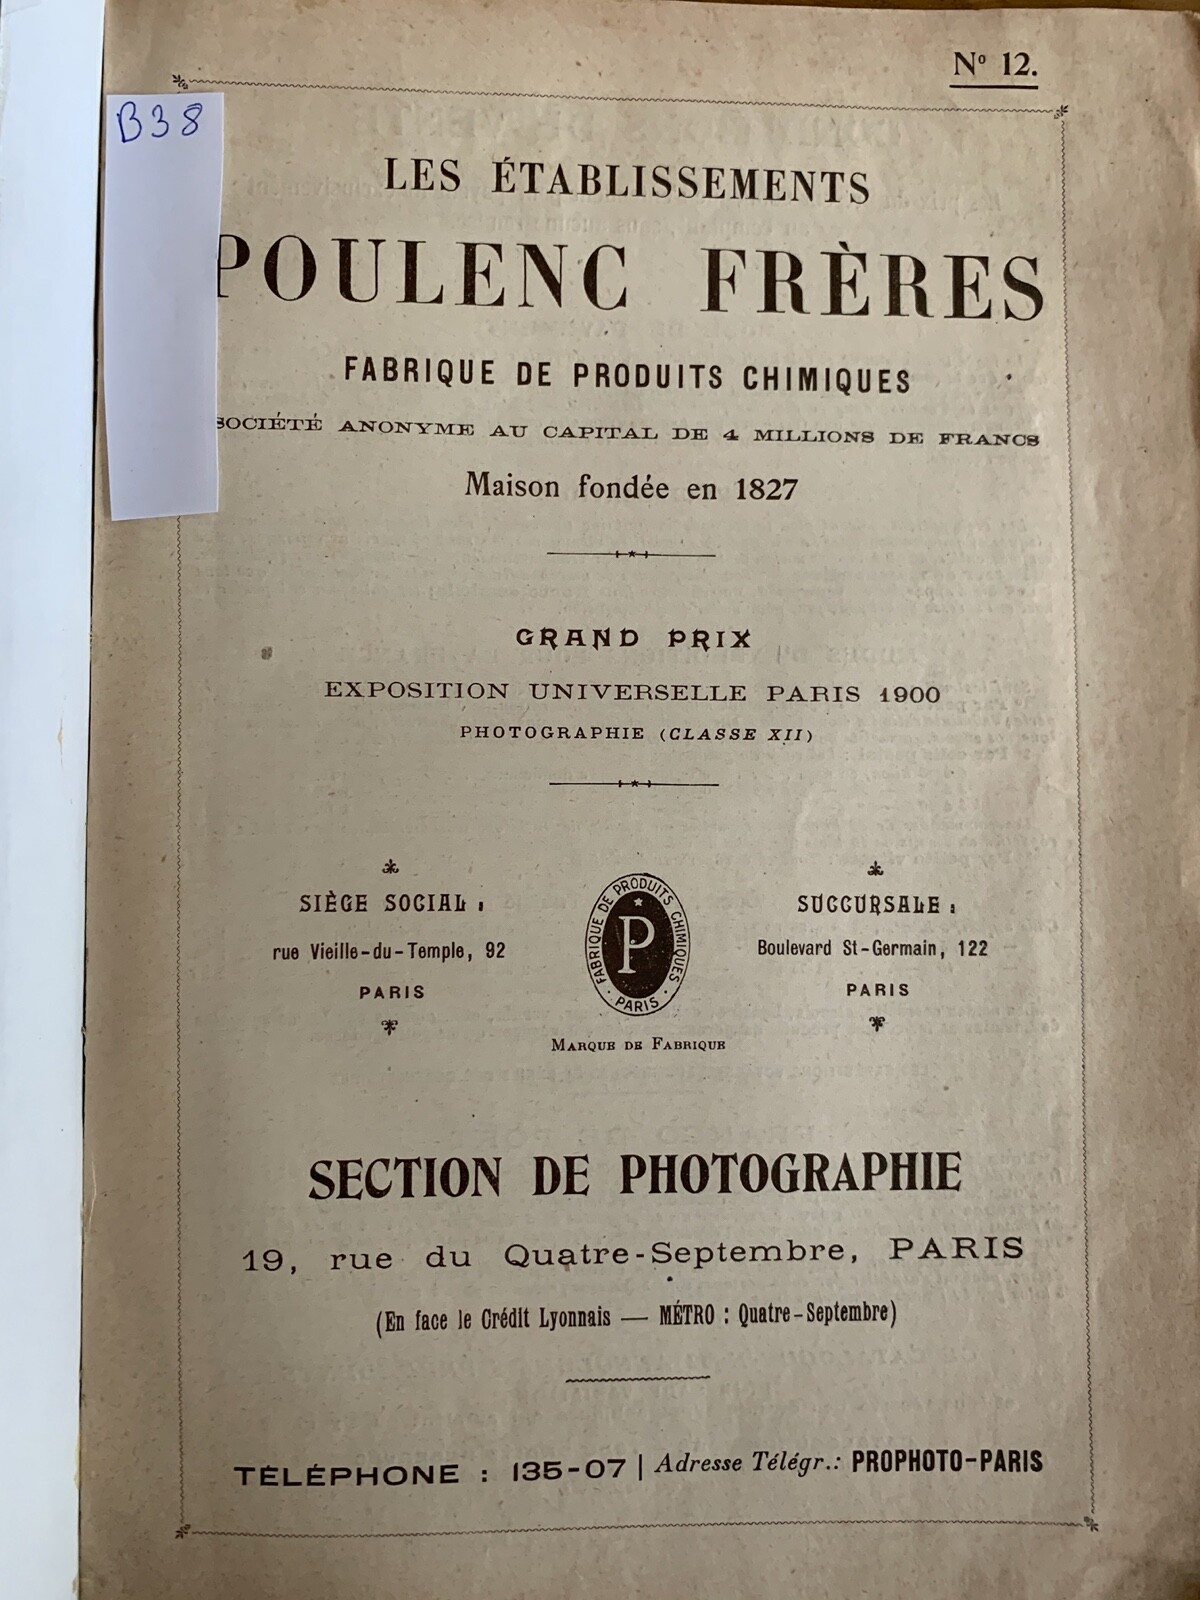 Nº 12.
B38
LES ÉTABLISSEMENTS
POULENC FRÈRES
FABRIQUE DE PRODUITS CHIMIQUES
SOCIÉTÉ ANONYME AU CAPITAL DE 4 MILLIONS DE FRANCS
Maison fondée en 1827
GRAND PRIX
EXPOSITION UNIVERSELLE PARIS 1900
PHOTOGRAPHIE (CLASSE XII)
SIÈGE SOCIAL :
rue Vieille-du-Temple, 92
PARIS
FABRIQUE DE PRODUITS CHIMIQUES
P
PARIS
MARQUE DE FABRIQUE
SUCCURSALE :
Boulevard St-Germain, 122
PARIS
SECTION DE PHOTOGRAPHIE
19, rue du Quatre-Septembre, PARIS
(En face le Crédit Lyonnais — MÉTRO : Quatre-Septembre)
TÉLÉPHONE : 135-07 | Adresse Télégr.: PROPHOTO-PARIS